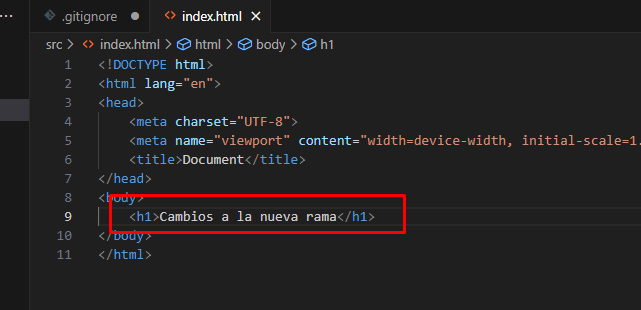 ... .gitignore ● <> index.html ×
src > <> index.html > html > body > h1
1 <!DOCTYPE html>
2 <html lang="en">
3 <head>
4 <meta charset="UTF-8">
5 <meta name="viewport" content="width=device-width, initial-scale=1.
6 <title>Document</title>
7 </head>
8 <body>
9 <h1>Cambios a la nueva rama</h1>
10 </body>
11 </html>